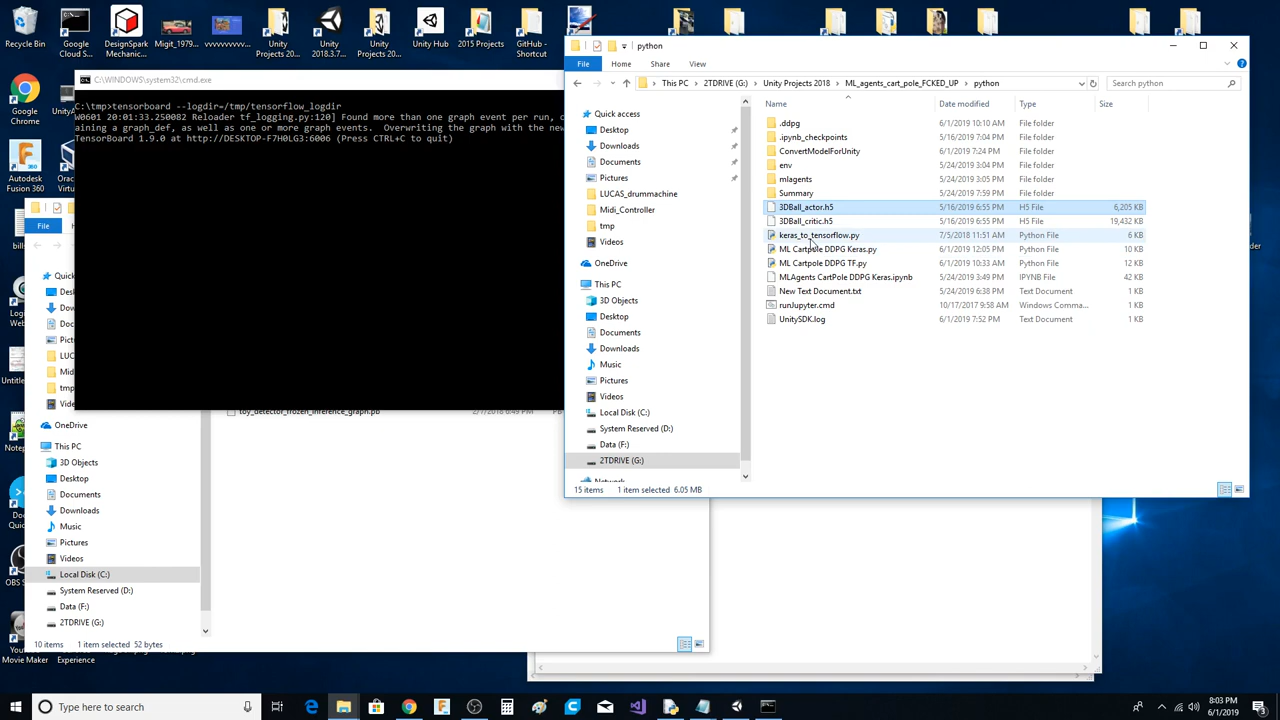 Recycle Bin
Google Cloud S...
DesignSpark Mechanic...
Migit_1979...
vvvvvvvvv...
Unity Projects 20...
Unity 2018.3.7...
Unity Projects 20...
Unity Hub
2015 Projects
GitHub - Shortcut
Google Chrome
Autodesk Fusion 360
C:\WINDOWS\system32\cmd.exe
C:\tmp>tensorboard --logdir=/tmp/tensorflow_logdir
W0601 20:01:33.250082 Reloader tf_logging.py:120] Found more than one graph event per run, c
aining a graph_def, as well as one or more graph events.  Overwriting the graph with the new
TensorBoard 1.9.0 at http://DESKTOP-F7H0LG3:6006 (Press CTRL+C to quit)
python
File
Home
Share
View
This PC
2TDRIVE (G:)
Unity Projects 2018
ML_agents_cart_pole_FCKED_UP
python
Search python
Quick access
Desktop
Downloads
Documents
Pictures
LUCAS_drummachine
Midi_Controller
tmp
Videos
OneDrive
This PC
3D Objects
Desktop
Documents
Downloads
Music
Pictures
Videos
Local Disk (C:)
System Reserved (D:)
Data (F:)
2TDRIVE (G:)
Name Date modified Type Size
.ddpg 6/1/2019 10:10 AM File folder
.ipynb_checkpoints 5/16/2019 7:04 PM File folder
ConvertModelForUnity 6/1/2019 7:24 PM File folder
env 5/24/2019 3:04 PM File folder
mlagents 5/24/2019 3:05 PM File folder
Summary 5/24/2019 7:59 PM File folder
3DBall_actor.h5 5/16/2019 6:55 PM H5 File 6,205 KB
3DBall_critic.h5 5/16/2019 6:55 PM H5 File 19,432 KB
keras_to_tensorflow.py 7/5/2018 11:51 AM Python File 6 KB
ML Cartpole DDPG Keras.py 6/1/2019 12:05 PM Python File 10 KB
ML Cartpole DDPG TF.py 6/1/2019 10:33 AM Python File 12 KB
MLAgents CartPole DDPG Keras.ipynb 5/24/2019 3:49 PM IPYNB File 42 KB
New Text Document.txt 5/24/2019 6:38 PM Text Document 1 KB
runJupyter.cmd 10/17/2017 9:58 AM Windows Comma... 1 KB
UnitySDK.log 6/1/2019 7:52 PM Text Document 1 KB
15 items
1 item selected 6.05 MB
File
OneDrive
This PC
3D Objects
Desktop
Documents
Downloads
Music
Pictures
Videos
Local Disk (C:)
System Reserved (D:)
Data (F:)
2TDRIVE (G:)
10 items
1 item selected 52 bytes
toy_detector_frozen_inference_graph.pb
Movie Maker
Experience
Type here to search
8:03 PM
6/1/2019